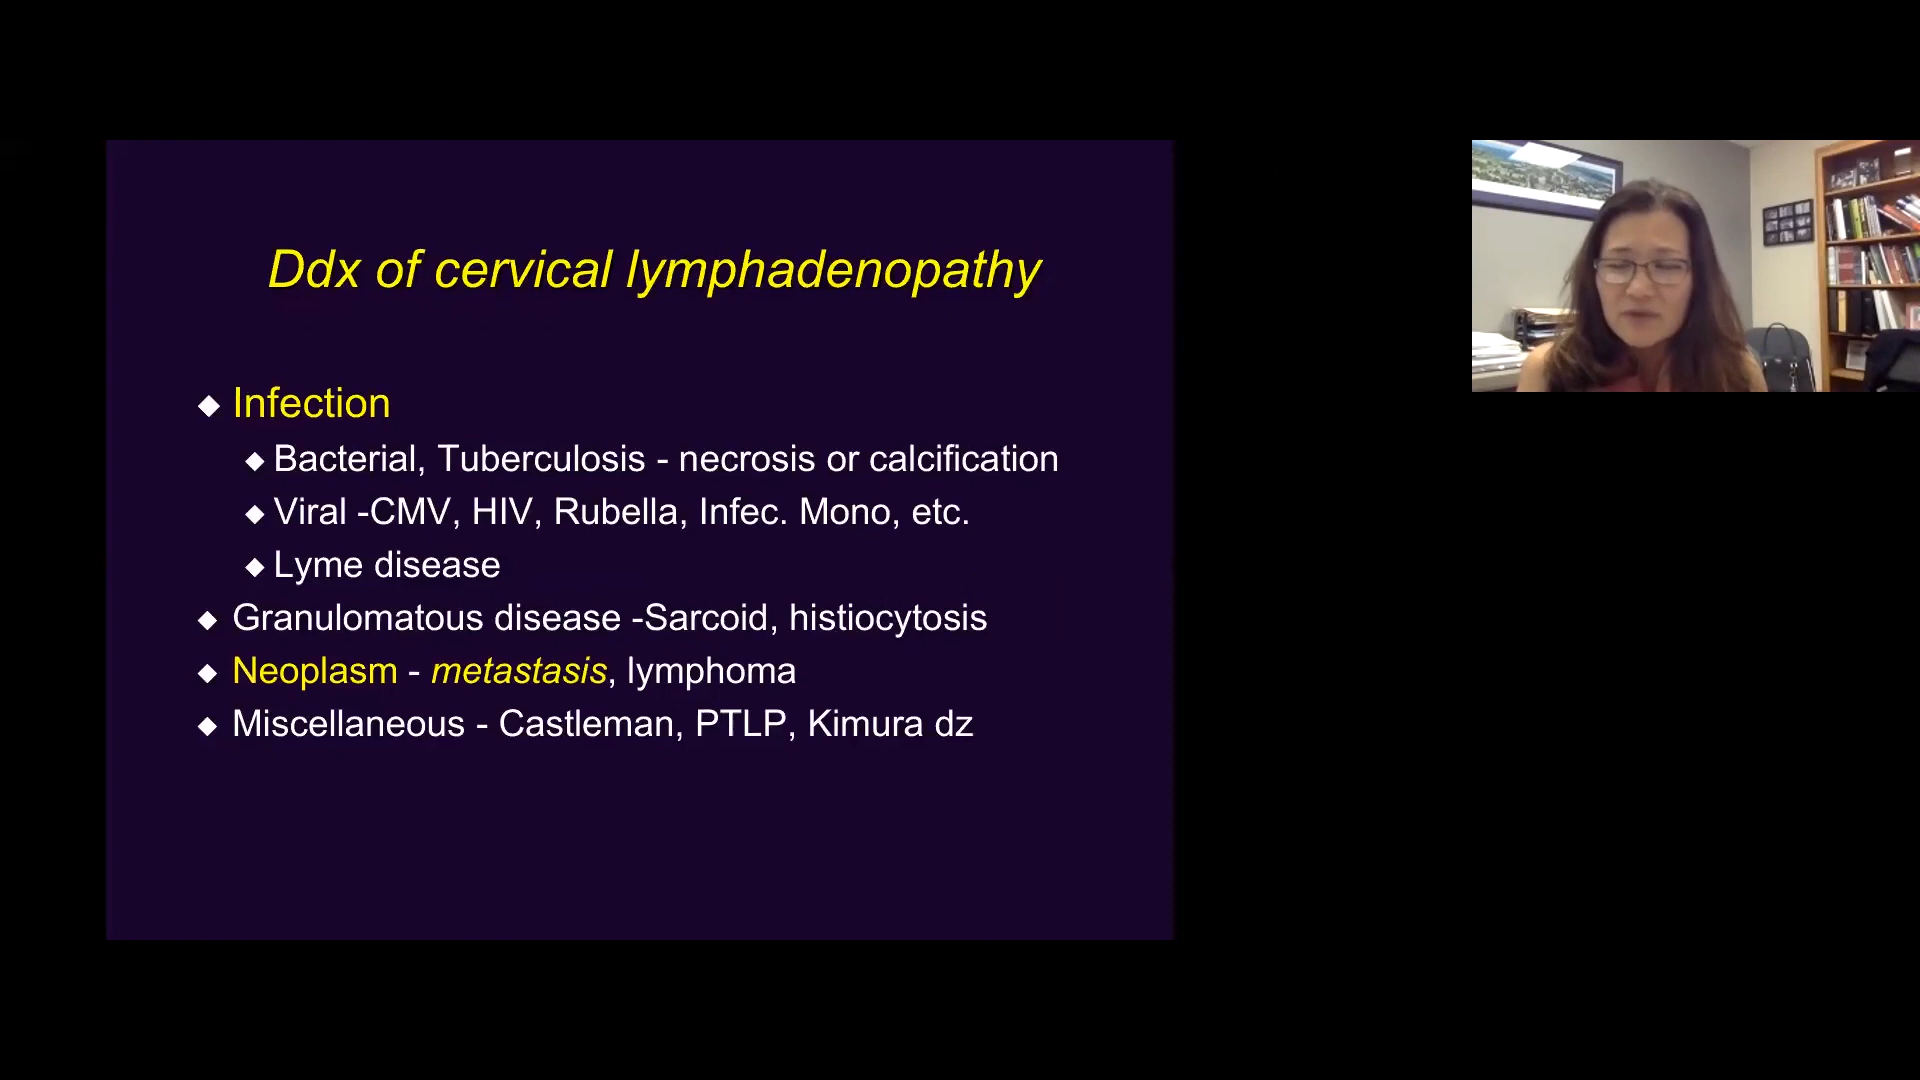 Ddx of cervical lymphadenopathy
Infection
Bacterial, Tuberculosis - necrosis or calcification
Viral -CMV, HIV, Rubella, Infec. Mono, etc.
Lyme disease
Granulomatous disease -Sarcoid, histiocytosis
Neoplasm - metastasis, lymphoma
Miscellaneous - Castleman, PTLP, Kimura dz